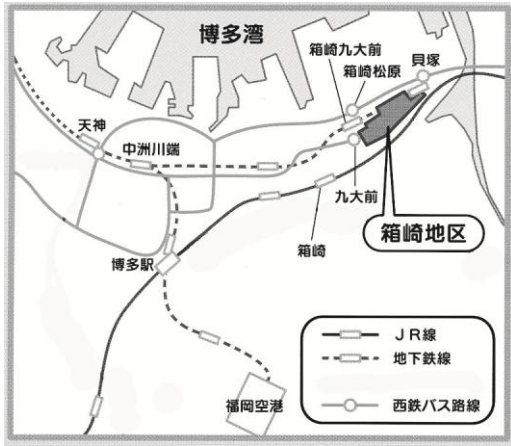 博多湾
箱崎九大前
箱崎松原
貝塚
天神
中洲川端
九大前
箱崎地区
箱崎
博多駅
福岡空港
JR線
地下鉄線
西鉄バス路線